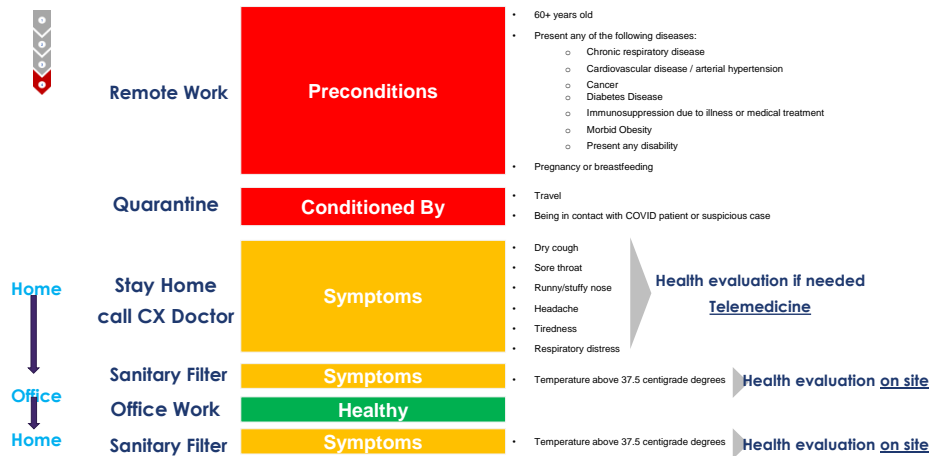 60+ years old
Present any of the following diseases:
Chronic respiratory disease
Cardiovascular disease / arterial hypertension
Cancer
Diabetes Disease
Immunosuppression due to illness or medical treatment
Morbid Obesity
Present any disability
Pregnancy or breastfeeding
Remote Work
Preconditions
Quarantine
Conditioned By
Travel
Being in contact with COVID patient or suspicious case
Home
Stay Home
call CX Doctor
Symptoms
Dry cough
Sore throat
Runny/stuffy nose
Headache
Tiredness
Respiratory distress
Health evaluation if needed
Telemedicine
Sanitary Filter
Symptoms
Temperature above 37.5 centigrade degrees
Health evaluation on site
Office
Office Work
Healthy
Home
Sanitary Filter
Symptoms
Temperature above 37.5 centigrade degrees
Health evaluation on site